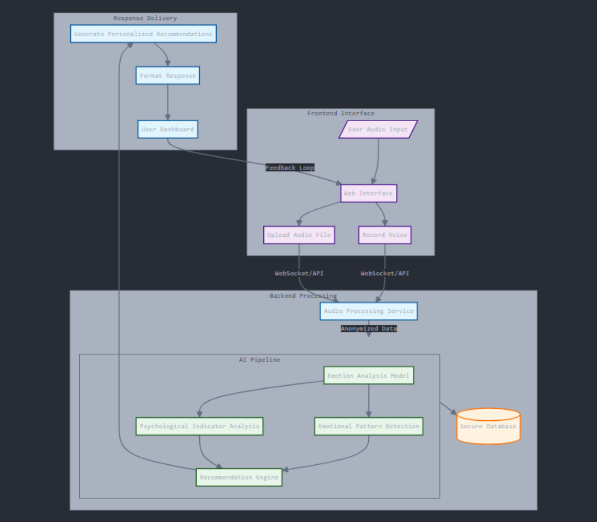 Response Delivery
Generate Personalized Recommendations
Format Response
User Dashboard
Frontend Interface
User Audio Input
Feedback Loop
Web Interface
Upload Audio File
Record Voice
WebSocket/API
WebSocket/API
Backend Processing
Audio Processing Service
Anonymized Data
AI Pipeline
Emotion Analysis Model
Psychological Indicator Analysis
Emotional Pattern Detection
Secure Database
Recommendation Engine